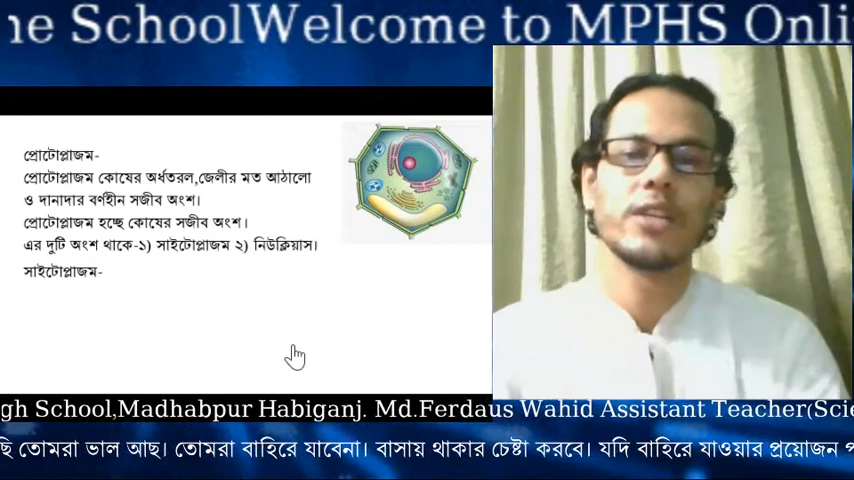 ne SchoolWelcome to MPHS Onli
প্রোটোপ্লাজম-
প্রোটোপ্লাজম কোষের অর্ধতরল,জেলীর মত আঠালো
ও দানাদার বর্ণহীন সজীব অংশ।
প্রোটোপ্লাজম হচ্ছে কোষের সজীব অংশ।
এর দুটি অংশ থাকে-১) সাইটোপ্লাজম ২) নিউক্লিয়াস।
সাইটোপ্লাজম-
gh School,Madhabpur Habiganj. Md.Ferdaus Wahid Assistant Teacher(Scie
ছি তোমরা ভাল আছ। তোমরা বাহিরে যাবেনা। বাসায় থাকার চেষ্টা করবে। যদি বাহিরে যাওয়ার প্রয়োজন প